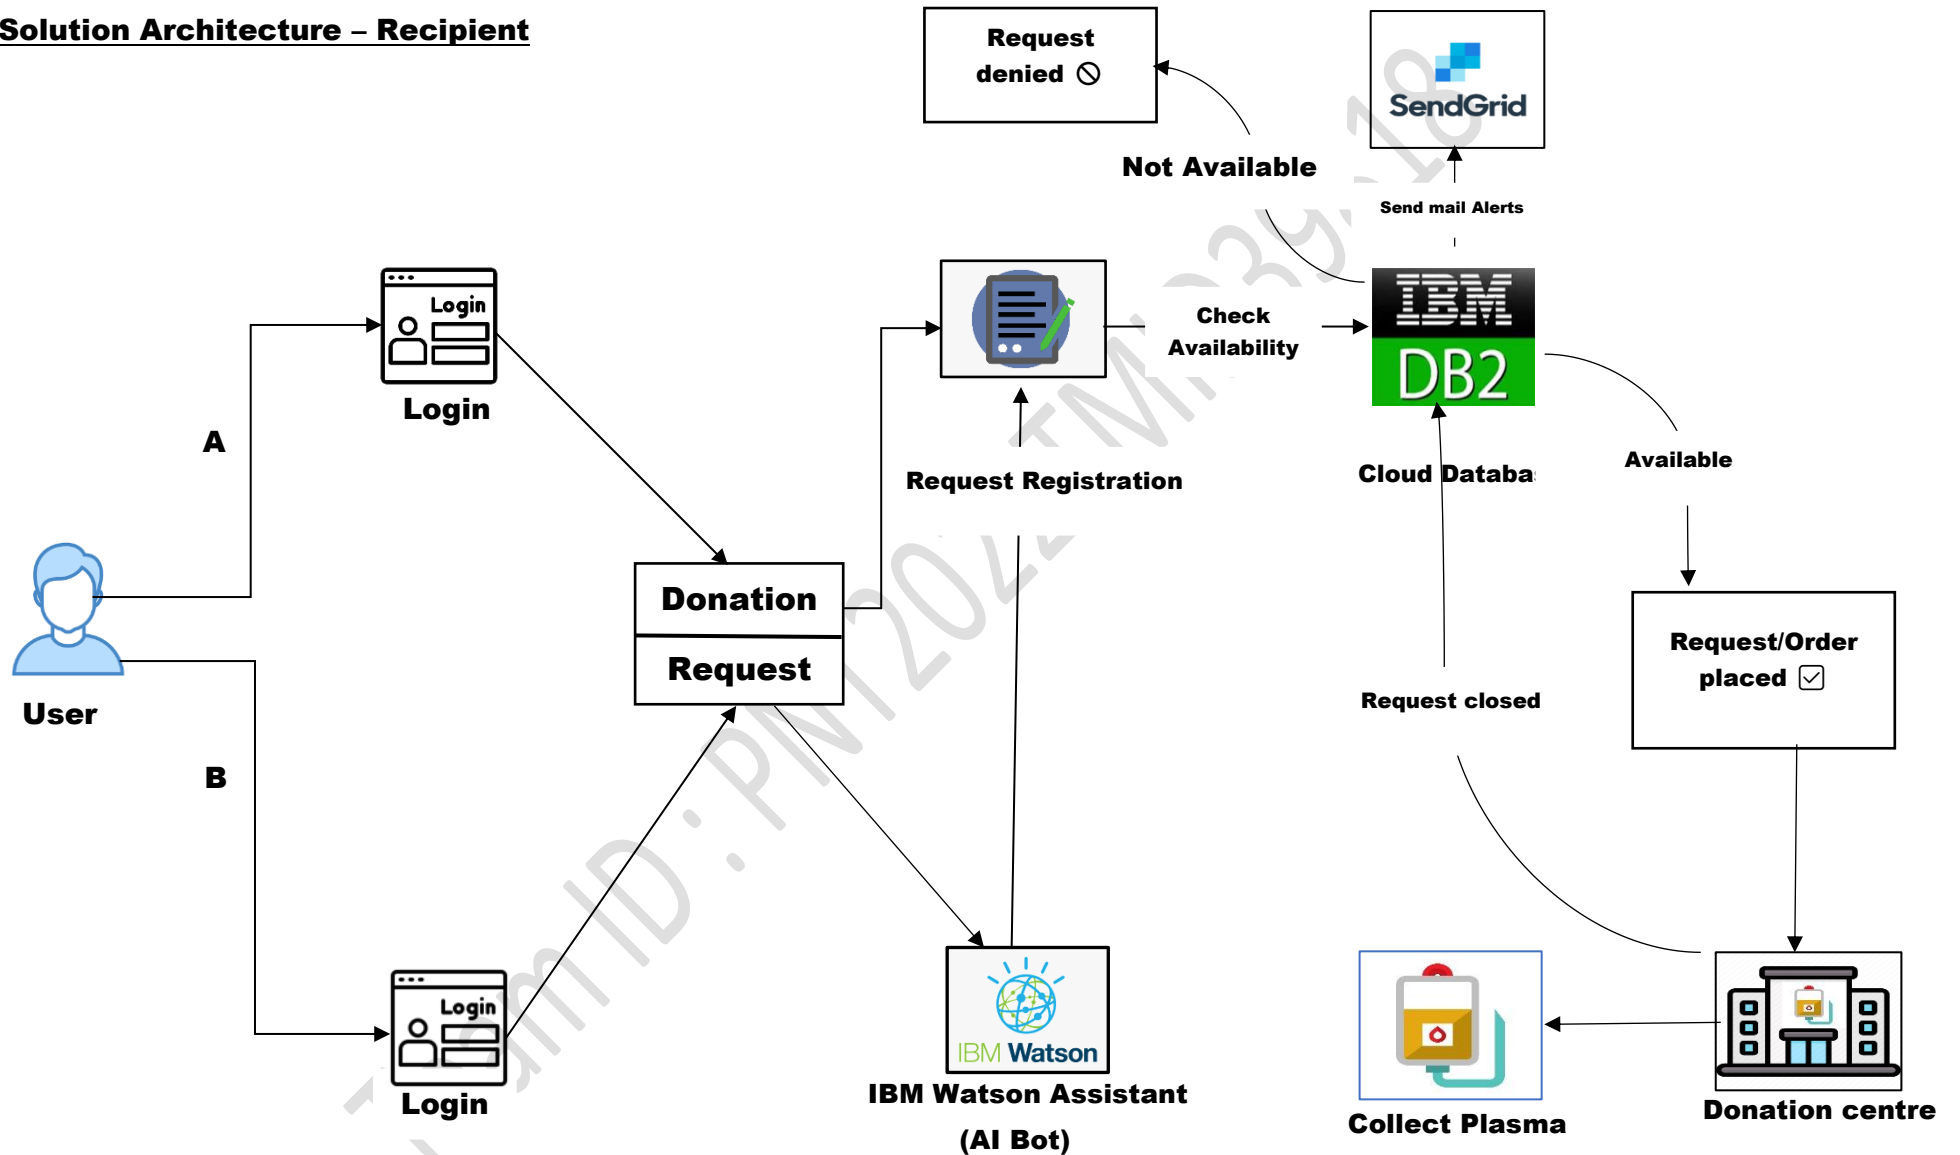 Solution Architecture – Recipient
Request
denied
SendGrid
Not Available
Send mail Alerts
Login
Login
A
Check
Availability
IBM
DB2
Request Registration
Cloud Databa
Available
Donation
Request
Request/Order
placed
Request closed
User
B
Login
Login
IBM Watson
IBM Watson Assistant
(AI Bot)
Collect Plasma
Donation centre